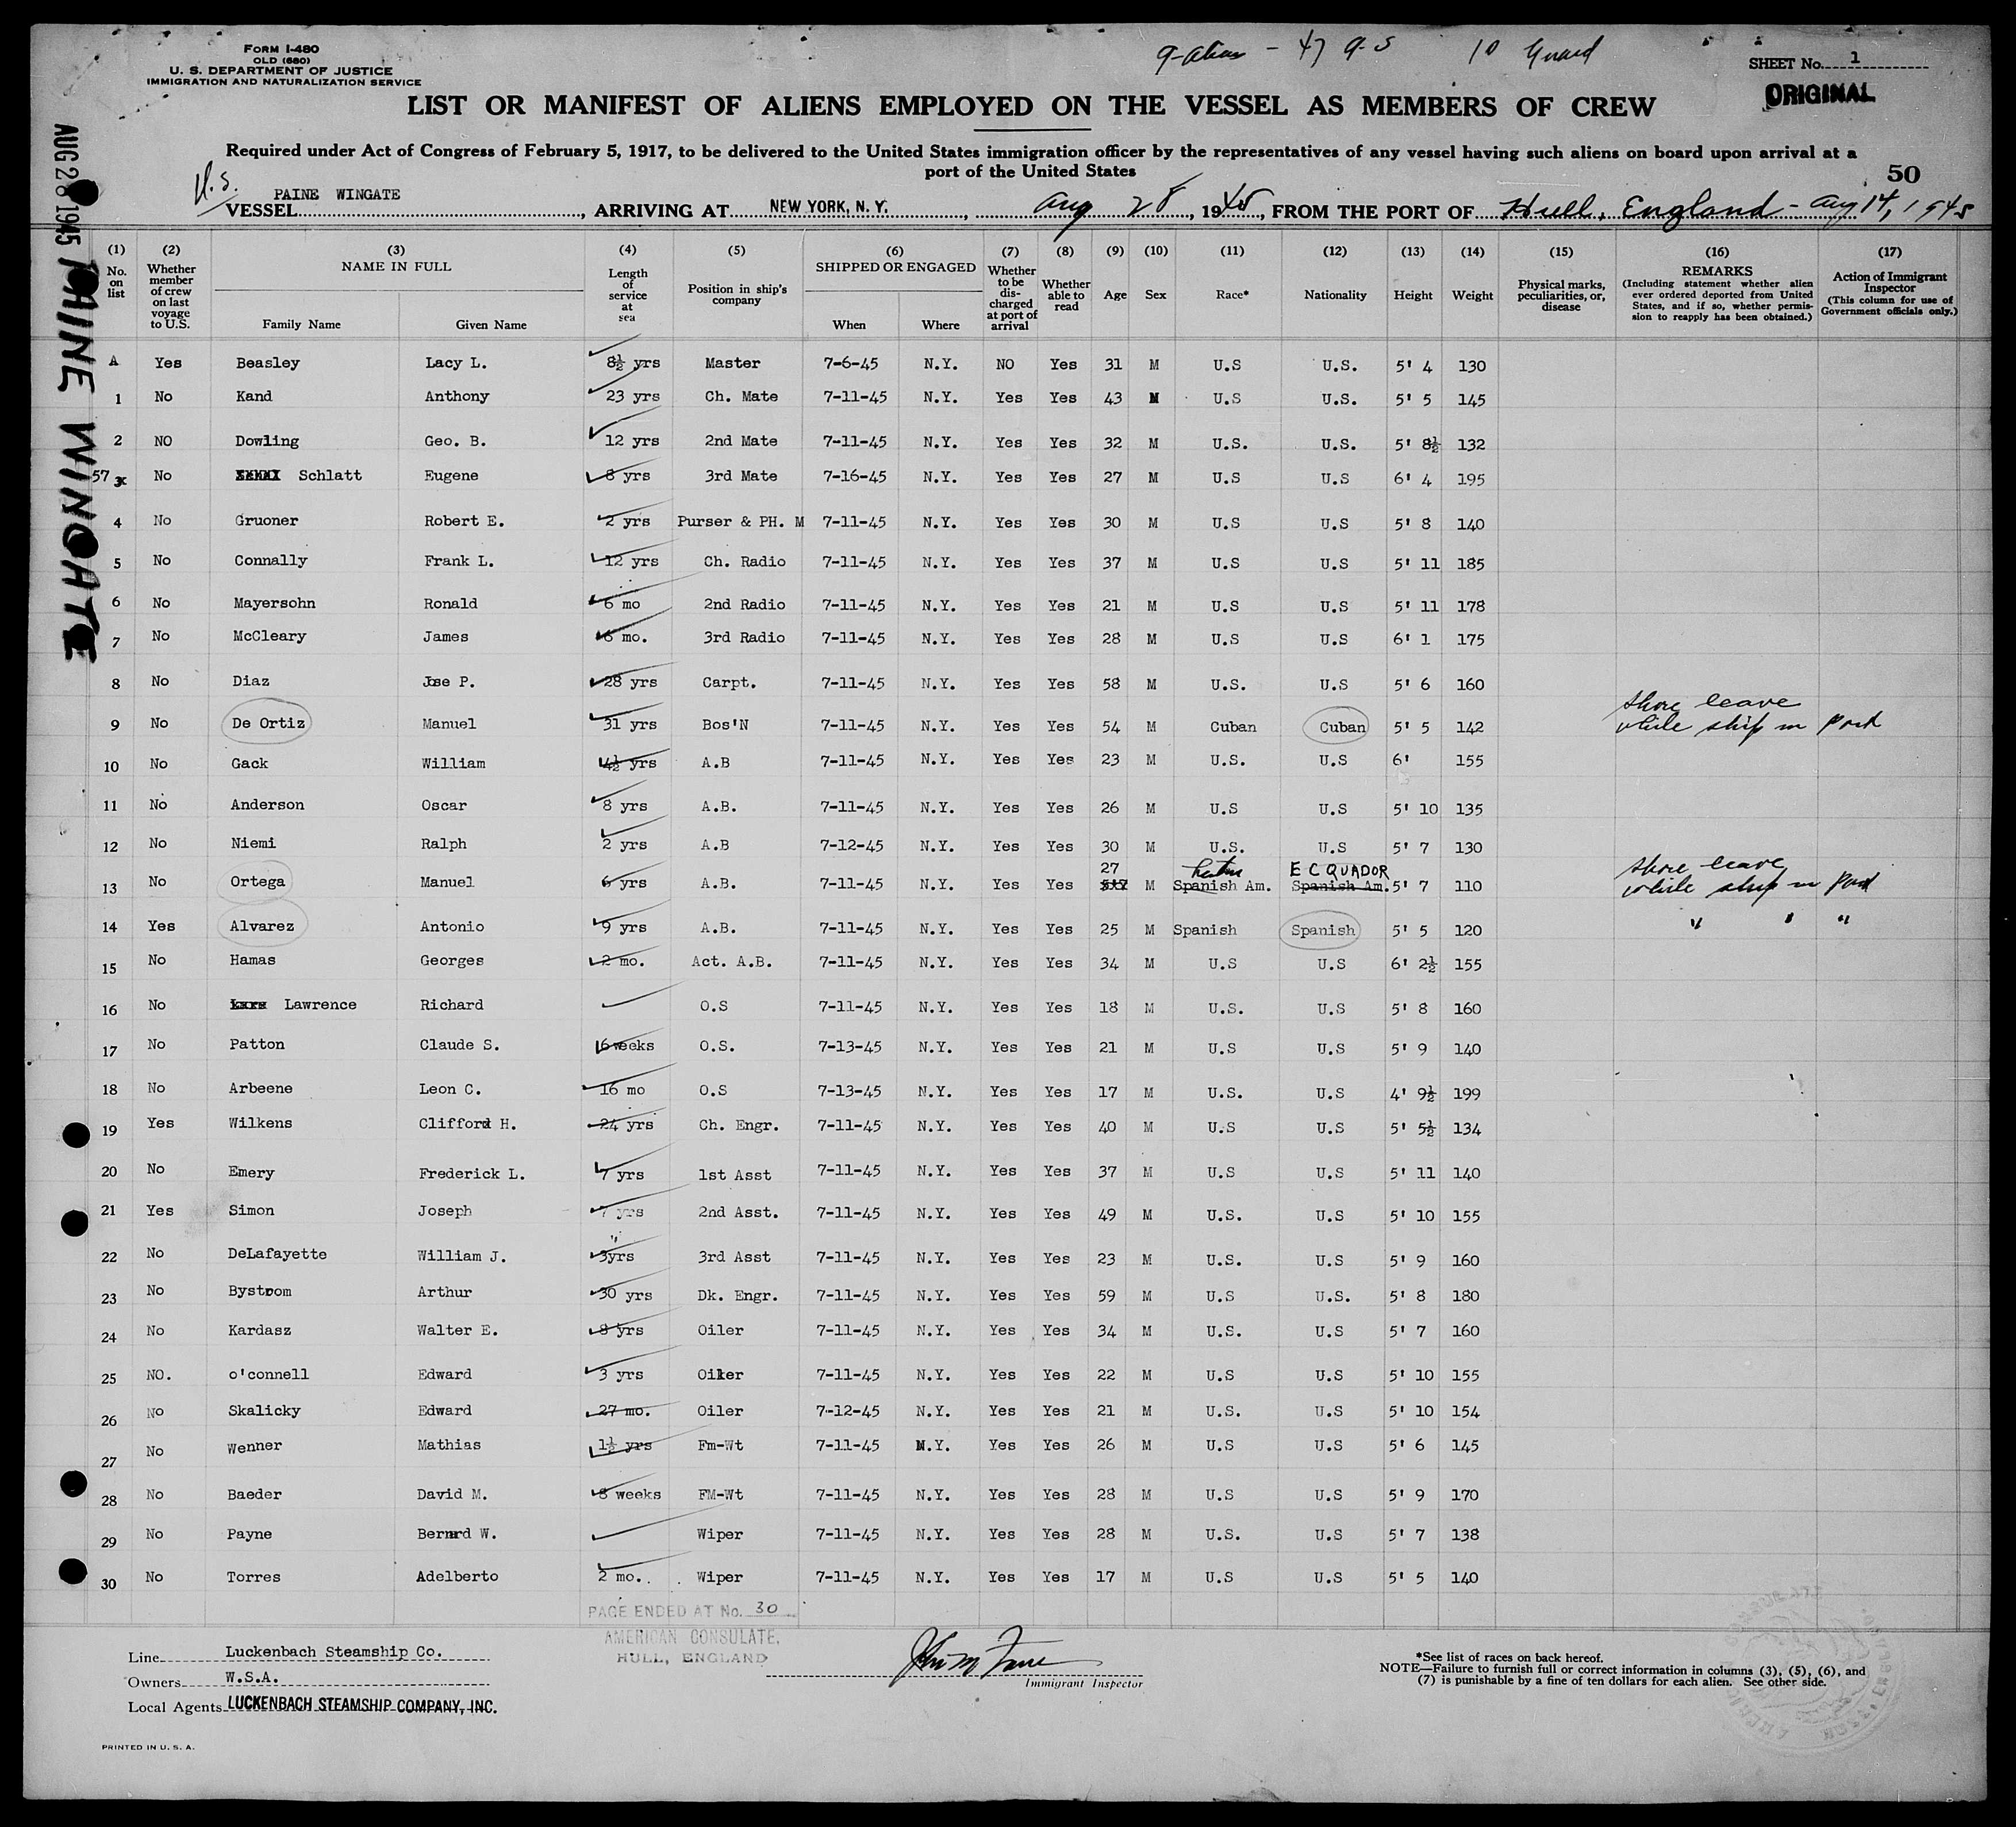 FORM I-480
OLD (680)
U. S. DEPARTMENT OF JUSTICE
IMMIGRATION AND NATURALIZATION SERVICE
10 Guard
SHEET No. 1
ORIGINAL
LIST OR MANIFEST OF ALIENS EMPLOYED ON THE VESSEL AS MEMBERS OF CREW
Required under Act of Congress of February 5, 1917, to be delivered to the United States immigration officer by the representatives of any vessel having such aliens on board upon arrival at a
port of the United States
50
AUG 28 1945 PAINE WINGATE
U.S. VESSEL PAINE WINGATE, ARRIVING AT NEW YORK, N. Y., Aug 28, 1945, FROM THE PORT OF Hull, England - Aug 14, 1945
(1) No. on list (2) Whether member of crew on last voyage to U.S. (3) NAME IN FULL Family Name Given Name (4) Length of service at sea (5) Position in ship's company (6) SHIPPED OR ENGAGED When Where (7) Whether to be discharged at port of arrival (8) Whether able to read (9) Age (10) Sex (11) Race* (12) Nationality (13) Height (14) Weight (15) Physical marks, peculiarities, or, disease (16) REMARKS (Including statement whether alien ever ordered deported from United States, and if so, whether permission to reapply has been obtained.) (17) Action of Immigrant Inspector (This column for use of Government officials only.)
A Yes Beasley Lacy L. 8½ yrs Master 7-6-45 N.Y. NO Yes 31 M U.S U.S. 5' 4 130
1 No Kand Anthony 23 yrs Ch. Mate 7-11-45 N.Y. Yes Yes 43 M U.S U.S. 5' 5 145
2 NO Dowling Geo. B. 12 yrs 2nd Mate 7-11-45 N.Y. Yes Yes 32 M U.S. U.S. 5' 8½ 132
57 3 No Schlatt Eugene 8 yrs 3rd Mate 7-16-45 N.Y. Yes Yes 27 M U.S U.S 6' 4 195
4 No Gruoner Robert E. 2 yrs Purser & PH. M 7-11-45 N.Y. Yes Yes 30 M U.S U.S 5' 8 140
5 No Connally Frank L. 12 yrs Ch. Radio 7-11-45 N.Y. Yes Yes 37 M U.S U.S 5' 11 185
6 No Mayersohn Ronald 6 mo 2nd Radio 7-11-45 N.Y. Yes Yes 21 M U.S U.S 5' 11 178
7 No McCleary James 6 mo. 3rd Radio 7-11-45 N.Y. Yes Yes 28 M U.S U.S 6' 1 175
8 No Diaz Jose P. 28 yrs Carpt. 7-11-45 N.Y. Yes Yes 58 M U.S. U.S 5' 6 160
9 No De Ortiz Manuel 31 yrs Bos'N 7-11-45 N.Y. Yes Yes 54 M Cuban Cuban 5' 5 142 Shore leave while ship in port
10 No Gack William 4½ yrs A.B 7-11-45 N.Y. Yes Yes 23 M U.S. U.S 6' 155
11 No Anderson Oscar 8 yrs A.B. 7-11-45 N.Y. Yes Yes 26 M U.S U.S 5' 10 135
12 No Niemi Ralph 2 yrs A.B 7-12-45 N.Y. Yes Yes 30 M U.S. U.S 5' 7 130
13 No Ortega Manuel 6 yrs A.B. 7-11-45 N.Y. Yes Yes 27 M Latin Spanish Am. ECQUADOR Spanish Am. 5' 7 110 Shore leave while ship in port
14 Yes Alvarez Antonio 9 yrs A.B. 7-11-45 N.Y. Yes Yes 25 M Spanish Spanish 5' 5 120 " " "
15 No Hamas Georges 2 mo. Act. A.B. 7-11-45 N.Y. Yes Yes 34 M U.S U.S 6' 2½ 155
16 No Lawrence Richard O.S 7-11-45 N.Y. Yes Yes 18 M U.S. U.S 5' 8 160
17 No Patton Claude S. 6weeks O.S. 7-13-45 N.Y. Yes Yes 21 M U.S U.S 5' 9 140
18 No Arbeene Leon C. 16 mo O.S 7-13-45 N.Y. Yes Yes 17 M U.S. U.S 4' 9½ 199
19 Yes Wilkens Clifford H. 24 yrs Ch. Engr. 7-11-45 N.Y. Yes Yes 40 M U.S U.S 5' 5½ 134
20 No Emery Frederick L. 7 yrs 1st Asst 7-11-45 N.Y. Yes Yes 37 M U.S U.S 5' 11 140
21 Yes Simon Joseph 7 yrs 2nd Asst. 7-11-45 N.Y. Yes Yes 49 M U.S. U.S 5' 10 155
22 No DeLafayette William J. 3yrs 3rd Asst 7-11-45 N.Y. Yes Yes 23 M U.S. U.S 5' 9 160
23 No Bystrom Arthur 30 yrs Dk. Engr. 7-11-45 N.Y. Yes Yes 59 M U.S U.S. 5' 8 180
24 No Kardasz Walter E. 8 yrs Oiler 7-11-45 N.Y. Yes Yes 34 M U.S. U.S 5' 7 160
25 NO. o'connell Edward 3 yrs Oiler 7-11-45 N.Y. Yes Yes 22 M U.S U.S 5' 10 155
26 No Skalicky Edward 27 mo. Oiler 7-12-45 N.Y. Yes Yes 21 M U.S. U.S 5' 10 154
27 No Wenner Mathias 1½ yrs Fm-Wt 7-11-45 N.Y. Yes Yes 26 M U.S U.S 5' 6 145
28 No Baeder David M. 8 weeks FM-Wt 7-11-45 N.Y. Yes Yes 28 M U.S U.S 5' 9 170
29 No Payne Bernard W. Wiper 7-11-45 N.Y. Yes Yes 28 M U.S. U.S 5' 7 138
30 No Torres Adelberto 2 mo. Wiper 7-11-45 N.Y. Yes Yes 17 M U.S U.S 5' 5 140
PAGE ENDED AT No. 30
AMERICAN CONSULATE.
HULL, ENGLAND
Line Luckenbach Steamship Co.
Owners W.S.A.
Local Agents LUCKENBACH STEAMSHIP COMPANY, INC.
Immigrant Inspector
*See list of races on back hereof.
NOTE—Failure to furnish full or correct information in columns (3), (5), (6), and
(7) is punishable by a fine of ten dollars for each alien. See other side.
PRINTED IN U. S. A.